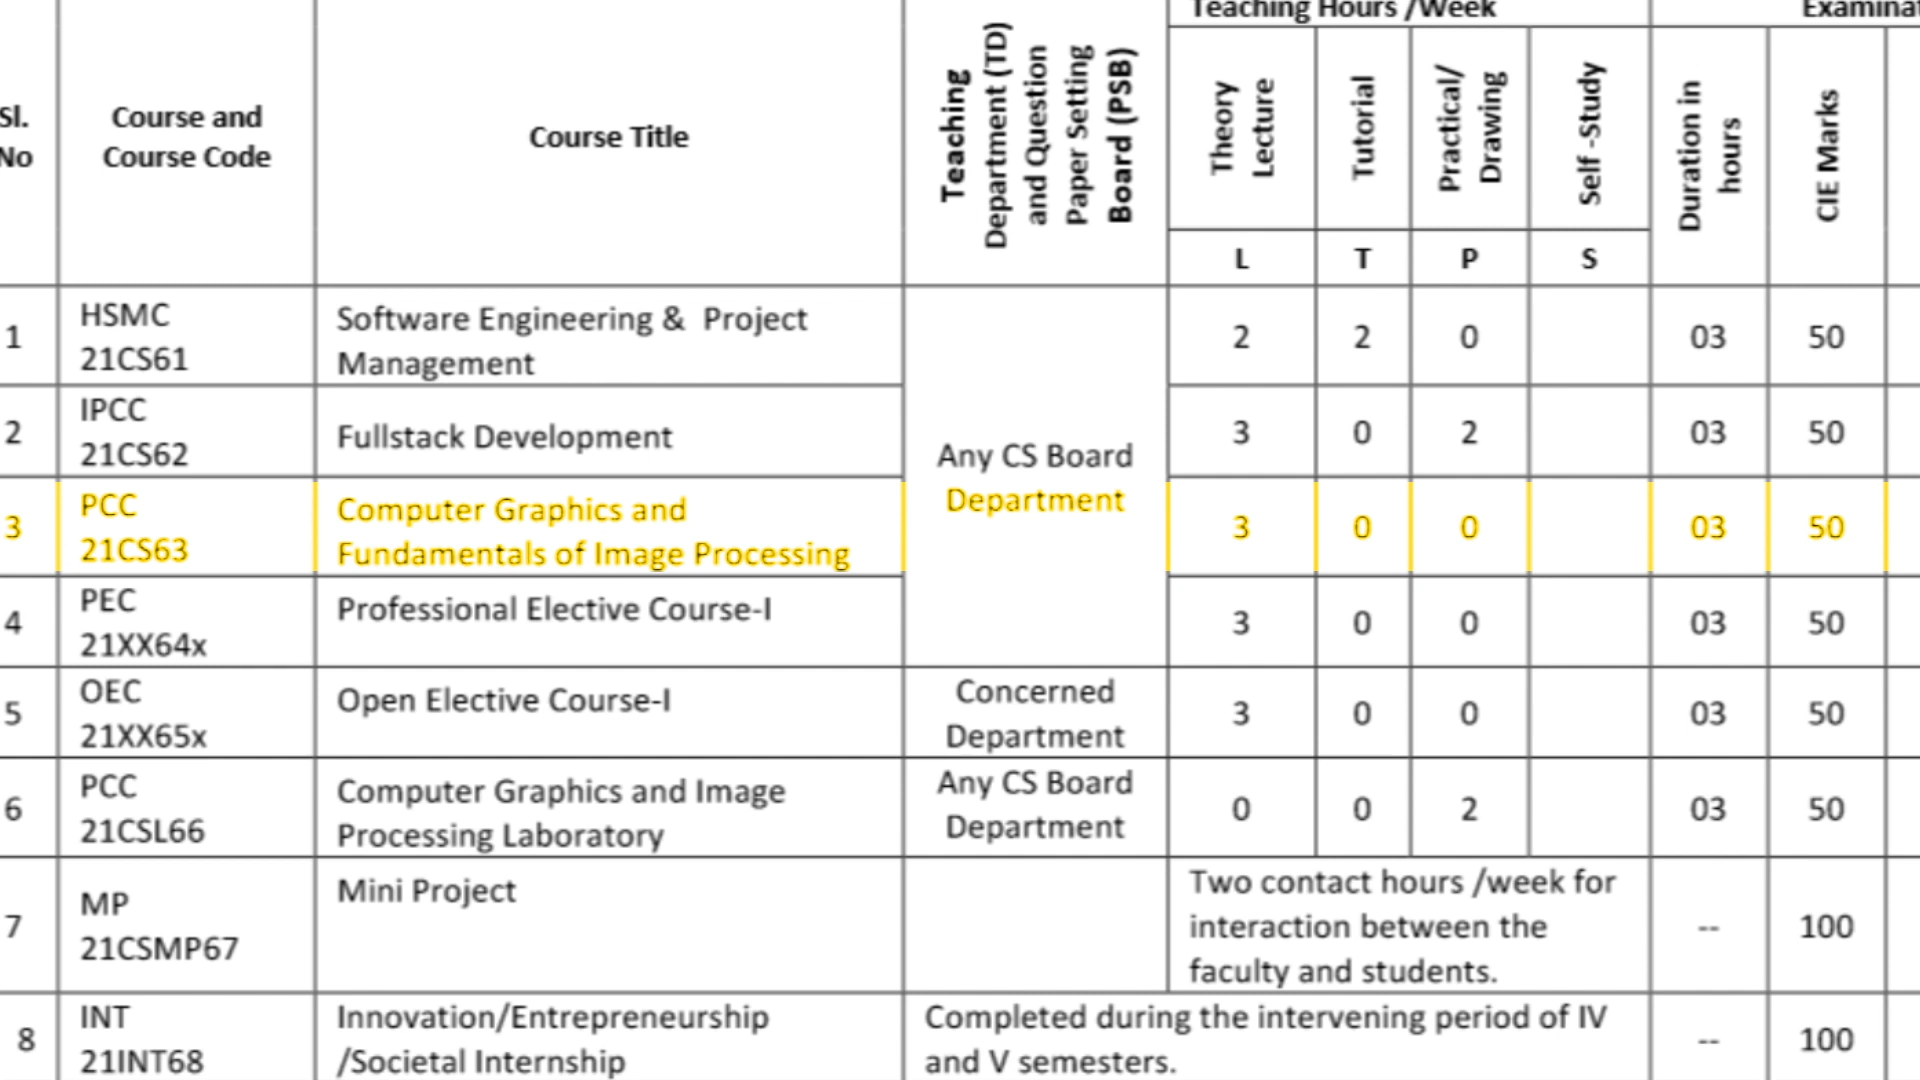 Teaching Hours /Week
Sl.
No
Course and
Course Code
Course Title
Teaching
Department (TD)
and Question
Paper Setting
Board (PSB)
Theory
Lecture
Tutorial
Practical/
Drawing
Self -Study
Duration in
hours
CIE Marks
L T P S
1
HSMC
21CS61
Software Engineering & Project
Management
2 2 0 03 50
2
IPCC
21CS62
Fullstack Development
3 0 2 03 50
Any CS Board
Department
3
PCC
21CS63
Computer Graphics and
Fundamentals of Image Processing
3 0 0 03 50
4
PEC
21XX64x
Professional Elective Course-I
3 0 0 03 50
5
OEC
21XX65x
Open Elective Course-I
Concerned
Department
3 0 0 03 50
6
PCC
21CSL66
Computer Graphics and Image
Processing Laboratory
Any CS Board
Department
0 0 2 03 50
7
MP
21CSMP67
Mini Project
Two contact hours /week for
interaction between the
faculty and students.
-- 100
8
INT
21INT68
Innovation/Entrepreneurship
/Societal Internship
Completed during the intervening period of IV
and V semesters.
-- 100